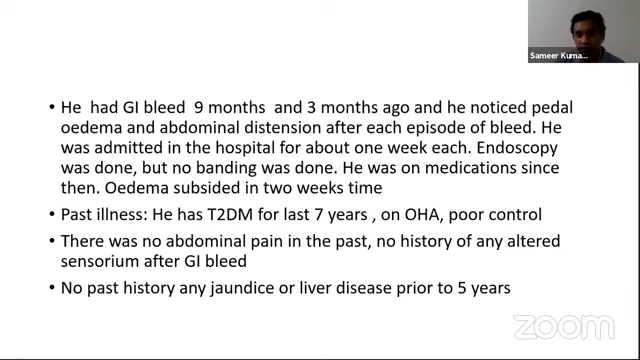 Sameer Kuma...
• He had GI bleed 9 months and 3 months ago and he noticed pedal
oedema and abdominal distension after each episode of bleed. He
was admitted in the hospital for about one week each. Endoscopy
was done, but no banding was done. He was on medications since
then. Oedema subsided in two weeks time
• Past illness: He has T2DM for last 7 years , on OHA, poor control
• There was no abdominal pain in the past, no history of any altered
sensorium after GI bleed
• No past history any jaundice or liver disease prior to 5 years
zoom